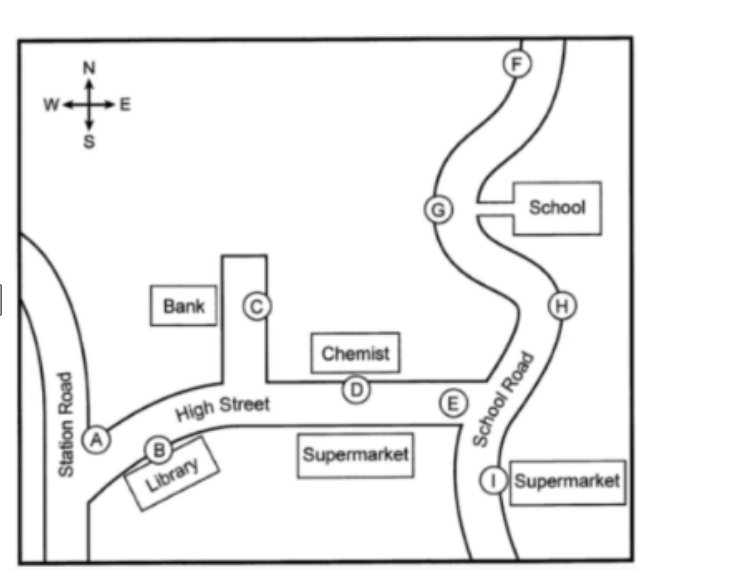 F
N
W E
S
G
School
Bank
C
H
Chemist
D
High Street
E
School Road
Station Road
A
B
Library
Supermarket
I
Supermarket